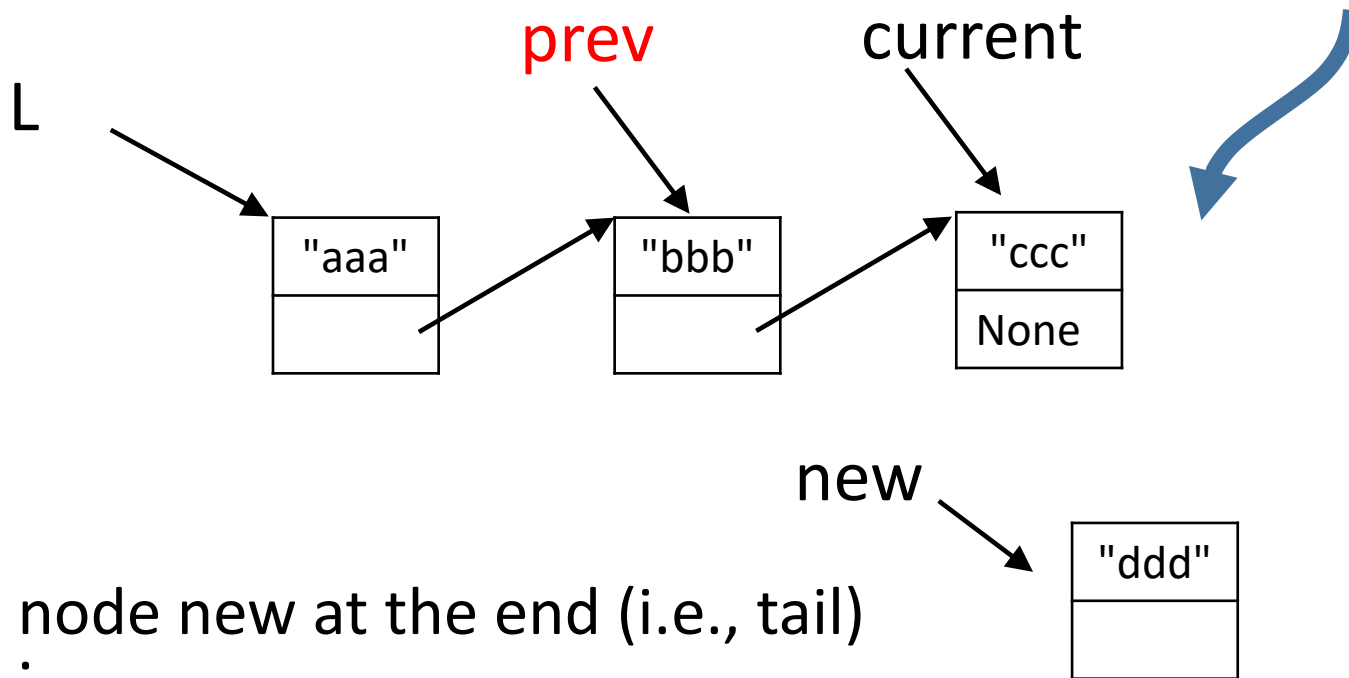 prev
current
L
"aaa"
"bbb"
"ccc"
None
new
"ddd"
node new at the end (i.e., tail)